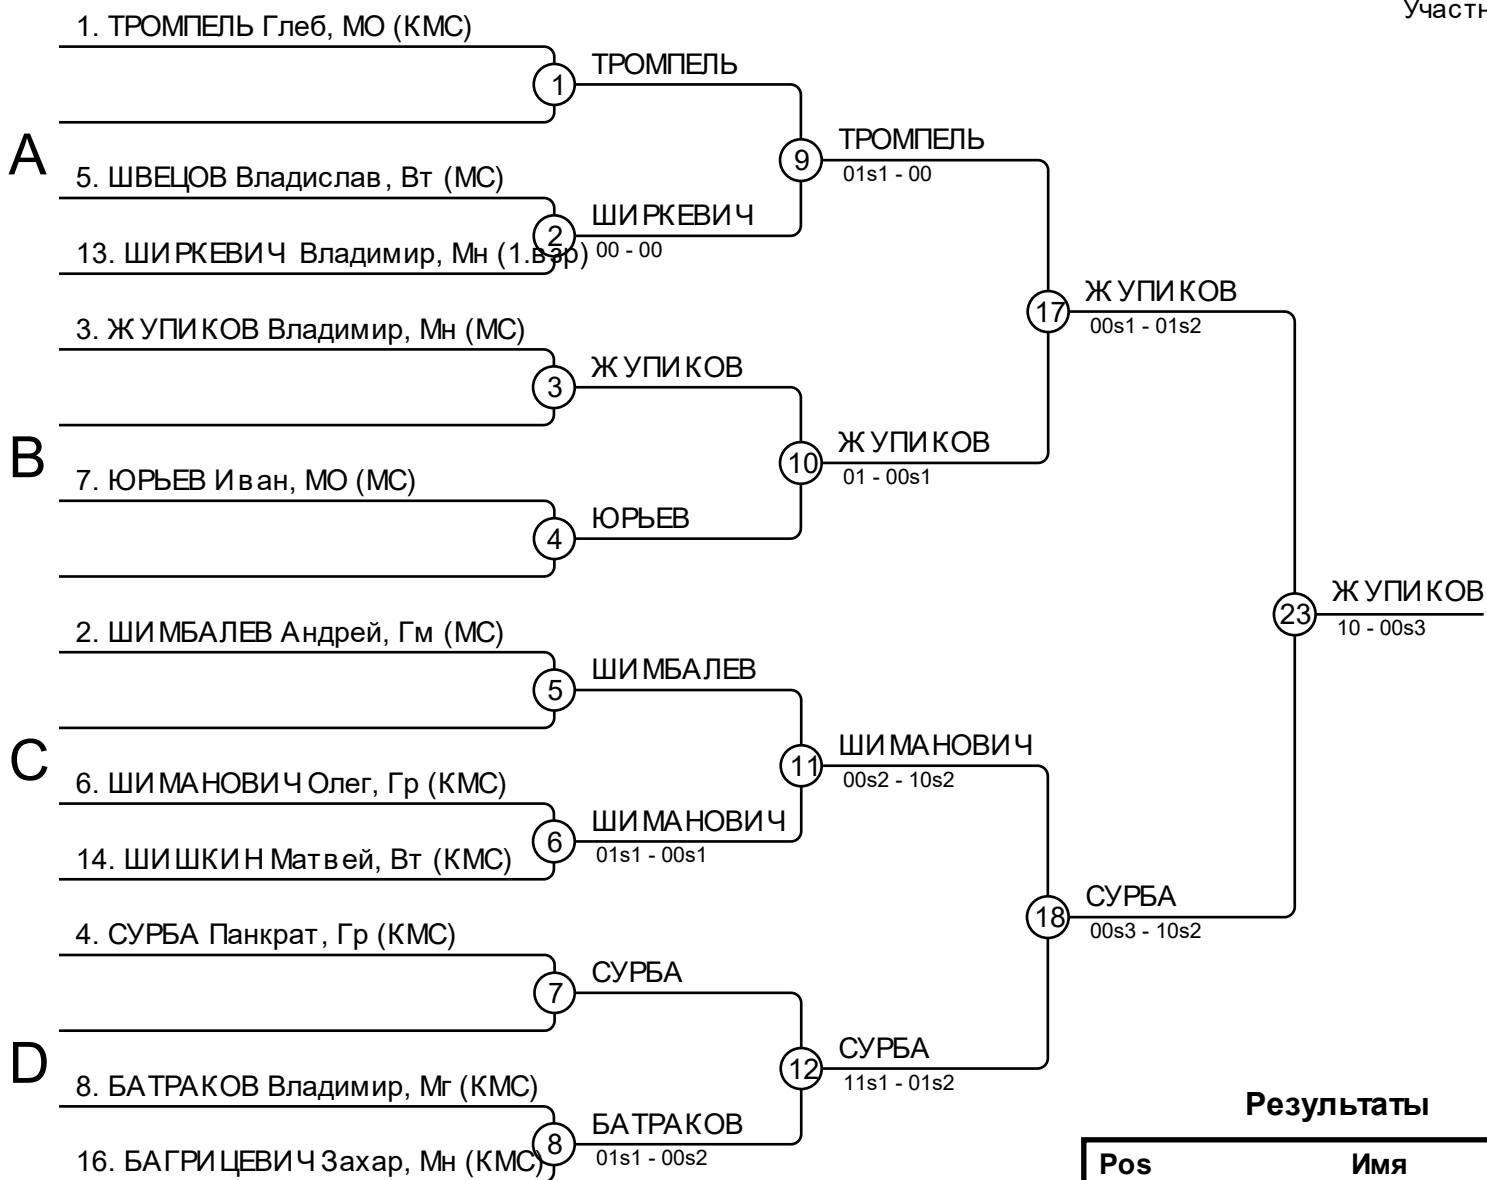 Участн
1. ТРОМПЕЛЬ Глеб, МО (КМС)
1
ТРОМПЕЛЬ
A
9
ТРОМПЕЛЬ
01s1 - 00
5. ШВЕЦОВ Владислав, Вт (МС)
2
ШИРКЕВИЧ
00 - 00
13. ШИРКЕВИЧ Владимир, Мн (1.взр)
17
ЖУПИКОВ
00s1 - 01s2
3. ЖУПИКОВ Владимир, Мн (МС)
3
ЖУПИКОВ
B
10
ЖУПИКОВ
01 - 00s1
7. ЮРЬЕВ Иван, МО (МС)
4
ЮРЬЕВ
23
ЖУПИКОВ
10 - 00s3
2. ШИМБАЛЕВ Андрей, Гм (МС)
5
ШИМБАЛЕВ
C
11
ШИМАНОВИЧ
00s2 - 10s2
6. ШИМАНОВИЧ Олег, Гр (КМС)
6
ШИМАНОВИЧ
01s1 - 00s1
14. ШИШКИН Матвей, Вт (КМС)
18
СУРБА
00s3 - 10s2
4. СУРБА Панкрат, Гр (КМС)
7
СУРБА
D
12
СУРБА
11s1 - 01s2
8. БАТРАКОВ Владимир, Мг (КМС)
8
БАТРАКОВ
01s1 - 00s2
16. БАГРИЦЕВИЧ Захар, Мн (КМС)
Результаты
Pos Имя